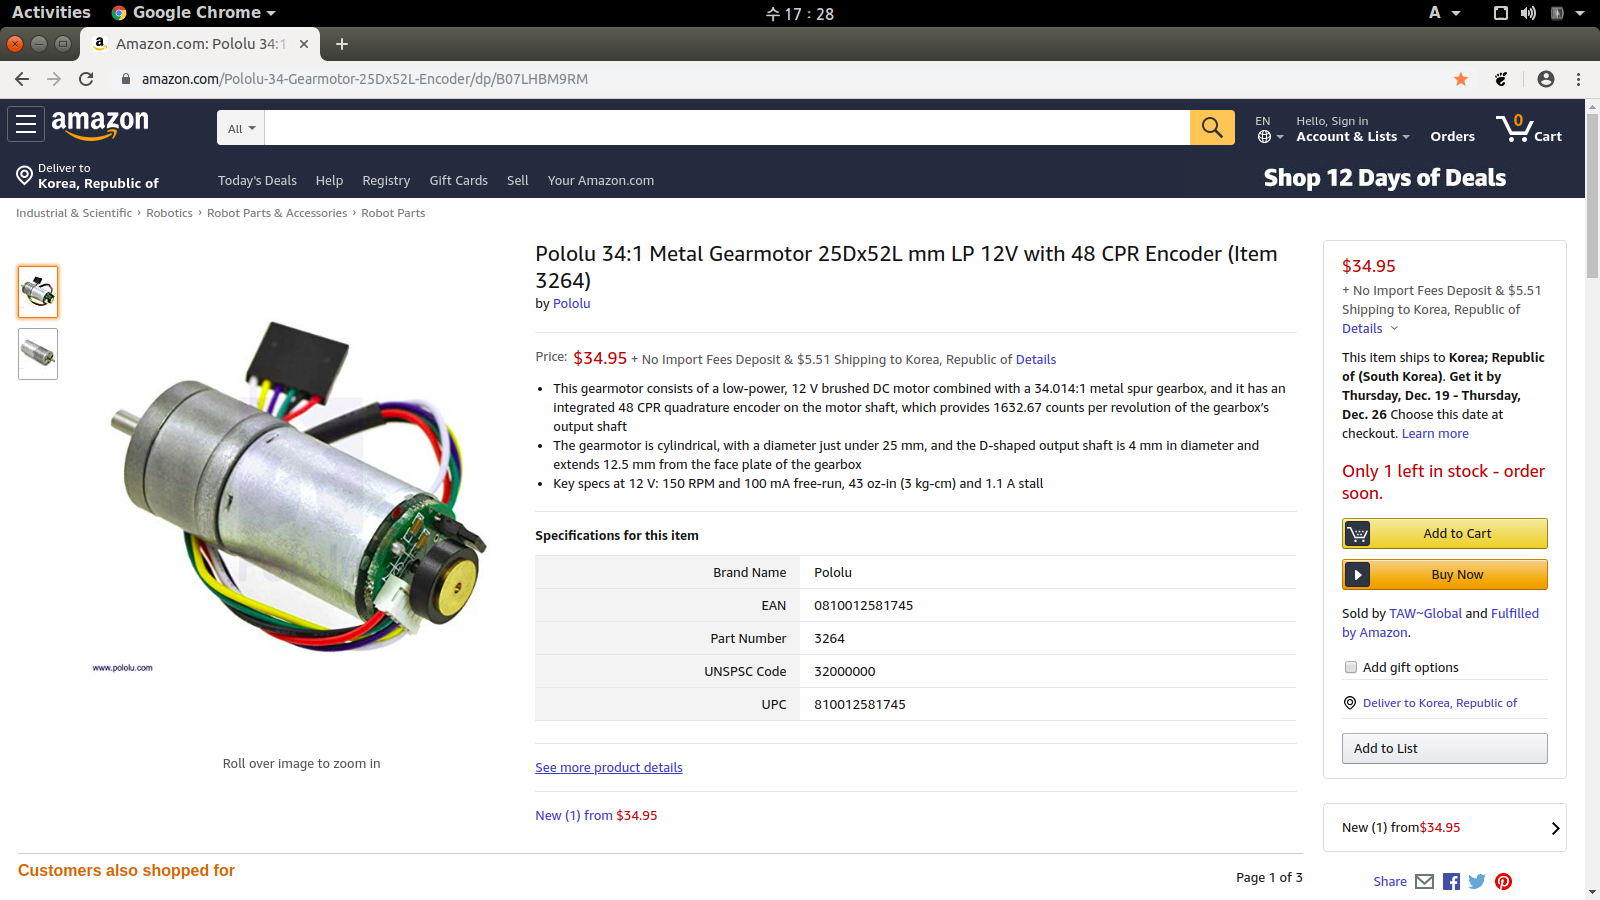 Activities
Google Chrome
수 17 : 28
A
Amazon.com: Pololu 34:1
amazon.com/Pololu-34-Gearmotor-25Dx52L-Encoder/dp/B07LHBM9RM
amazon
All
EN
Hello, Sign in
Account & Lists
Orders
0
Cart
Deliver to
Korea, Republic of
Today's Deals Help Registry Gift Cards Sell Your Amazon.com
Shop 12 Days of Deals
Industrial & Scientific › Robotics › Robot Parts & Accessories › Robot Parts
Pololu 34:1 Metal Gearmotor 25Dx52L mm LP 12V with 48 CPR Encoder (Item
3264)
by Pololu
Price: $34.95 + No Import Fees Deposit & $5.51 Shipping to Korea, Republic of Details
• This gearmotor consists of a low-power, 12 V brushed DC motor combined with a 34.014:1 metal spur gearbox, and it has an
integrated 48 CPR quadrature encoder on the motor shaft, which provides 1632.67 counts per revolution of the gearbox's
output shaft
• The gearmotor is cylindrical, with a diameter just under 25 mm, and the D-shaped output shaft is 4 mm in diameter and
extends 12.5 mm from the face plate of the gearbox
• Key specs at 12 V: 150 RPM and 100 mA free-run, 43 oz-in (3 kg-cm) and 1.1 A stall
Specifications for this item
Brand Name Pololu
EAN 0810012581745
Part Number 3264
UNSPSC Code 32000000
UPC 810012581745
See more product details
New (1) from $34.95
www.pololu.com
Roll over image to zoom in
$34.95
+ No Import Fees Deposit & $5.51
Shipping to Korea, Republic of
Details
This item ships to Korea; Republic
of (South Korea). Get it by
Thursday, Dec. 19 - Thursday,
Dec. 26 Choose this date at
checkout. Learn more
Only 1 left in stock - order
soon.
Add to Cart
Buy Now
Sold by TAW~Global and Fulfilled
by Amazon.
Add gift options
Deliver to Korea, Republic of
Add to List
New (1) from$34.95
Share
Customers also shopped for
Page 1 of 3